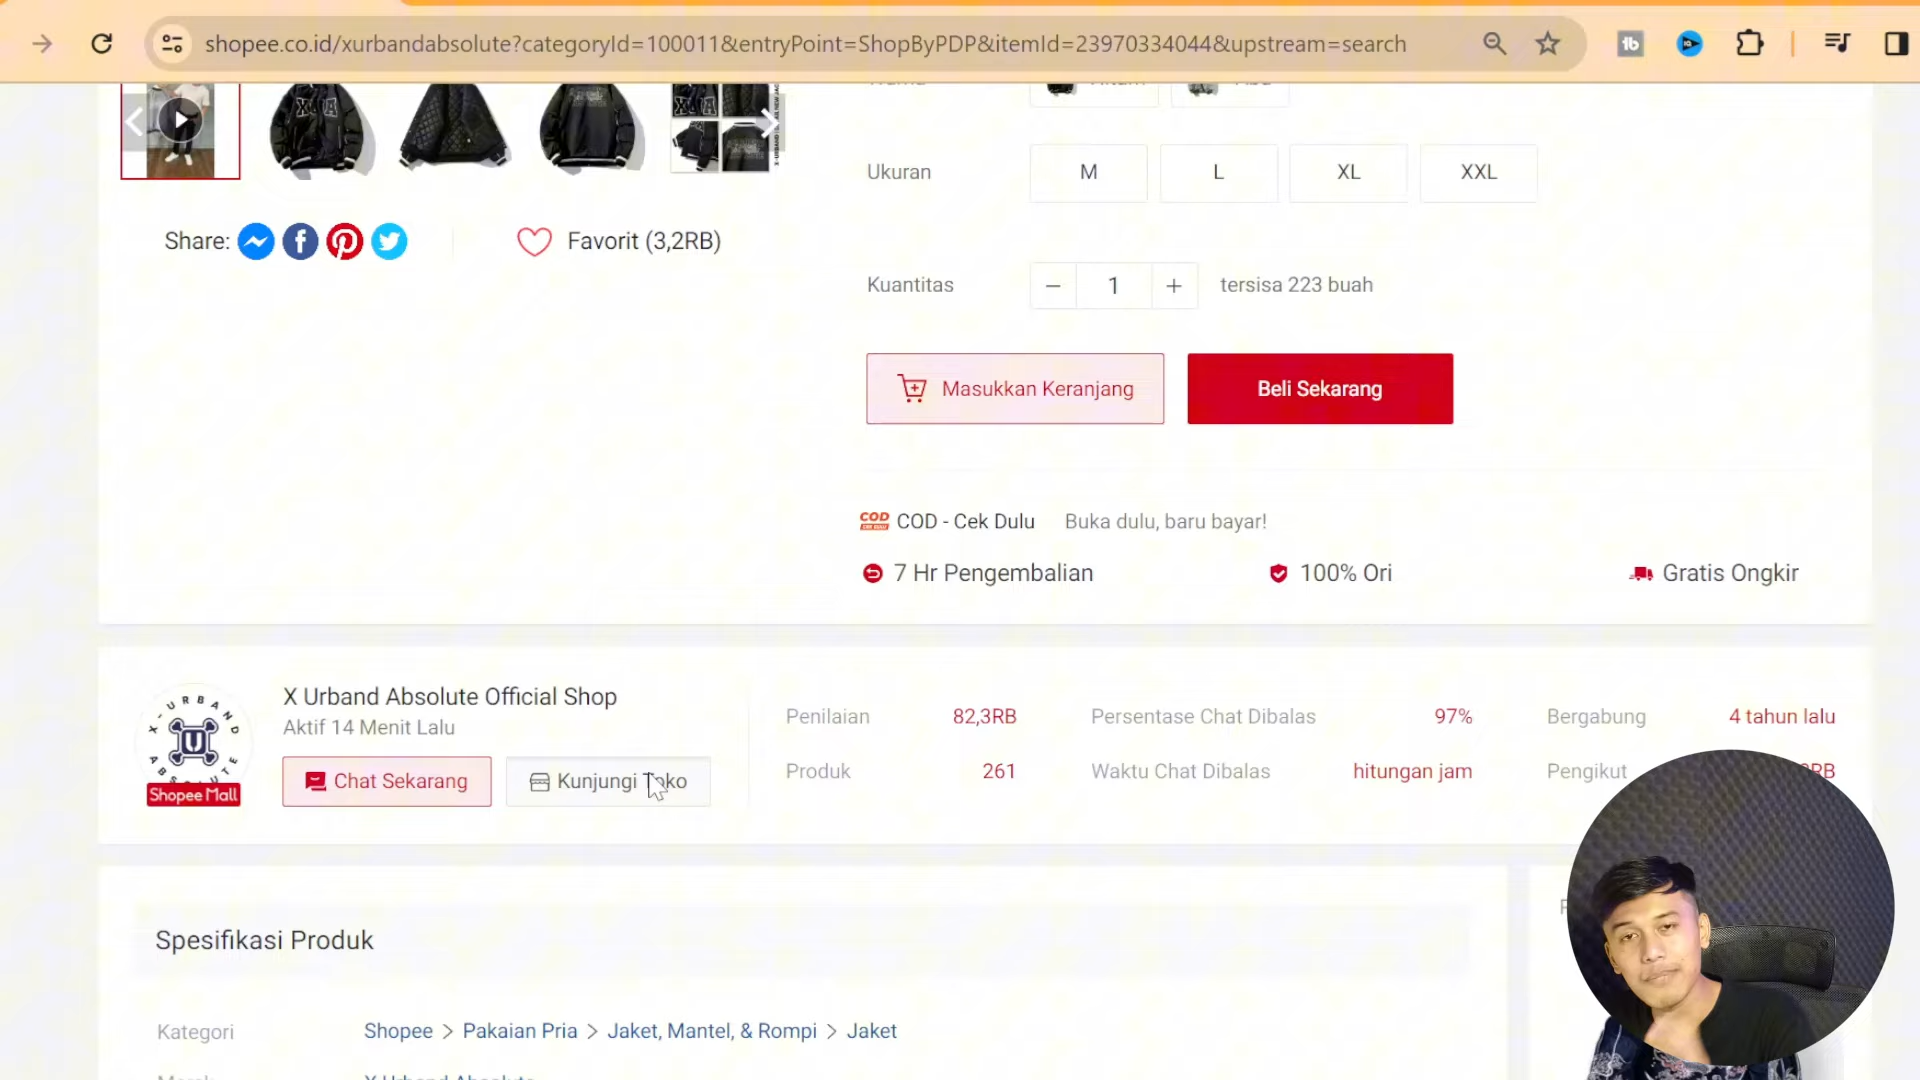 shopee.co.id/xurbandabsolute?categoryId=100011&entryPoint=ShopByPDP&itemId=23970334044&upstream=search
Share:
Favorit (3,2RB)
Ukuran
M
L
XL
XXL
Kuantitas
1
tersisa 223 buah
Masukkan Keranjang
Beli Sekarang
COD - Cek Dulu
Buka dulu, baru bayar!
7 Hr Pengembalian
100% Ori
Gratis Ongkir
X-URBAND
ABSOLUTE
Shopee Mall
X Urband Absolute Official Shop
Aktif 14 Menit Lalu
Chat Sekarang
Kunjungi Toko
Penilaian
82,3RB
Persentase Chat Dibalas
97%
Bergabung
4 tahun lalu
Produk
261
Waktu Chat Dibalas
hitungan jam
Pengikut
Spesifikasi Produk
Kategori
Shopee > Pakaian Pria > Jaket, Mantel, & Rompi > Jaket
X Urband Absolute